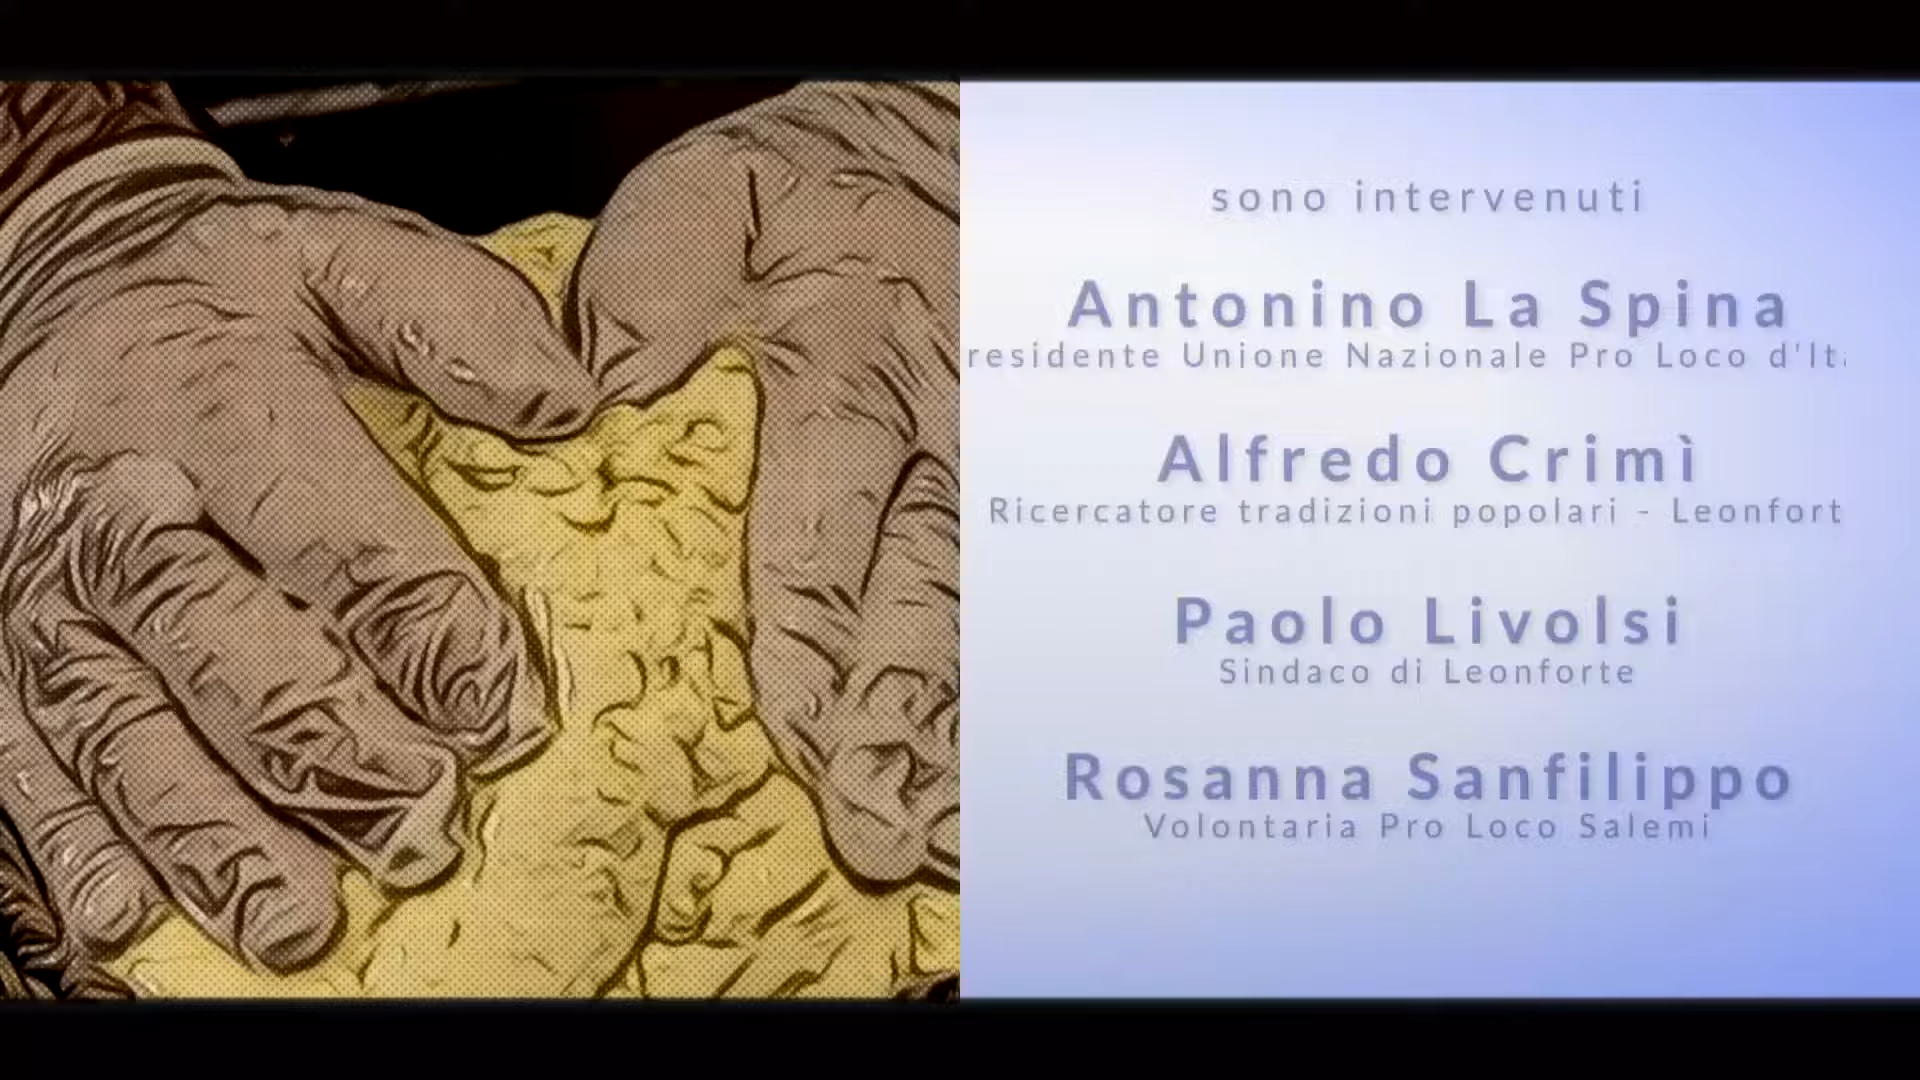 sono intervenuti
Antonino La Spina
residente Unione Nazionale Pro Loco d'It
Alfredo Crimì
Ricercatore tradizioni popolari - Leonfort
Paolo Livolsi
Sindaco di Leonforte
Rosanna Sanfilippo
Volontaria Pro Loco Salemi